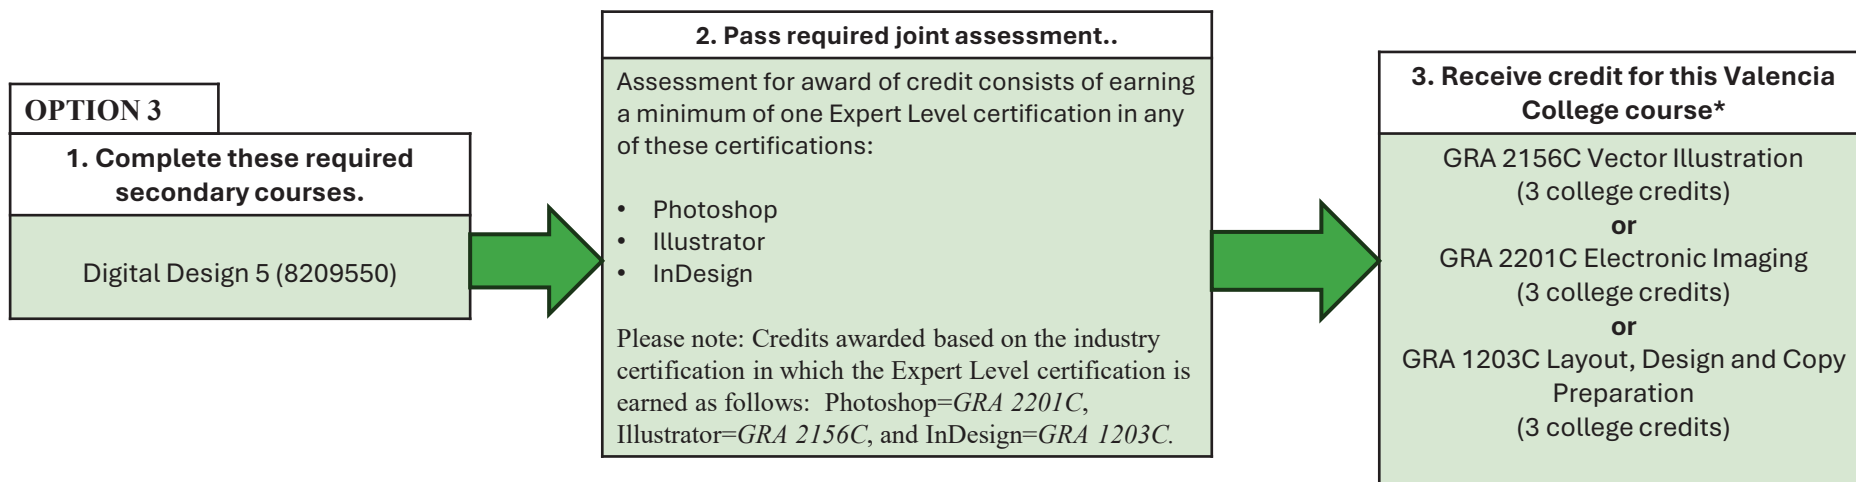 OPTION 3
1. Complete these required
secondary courses.
Digital Design 5 (8209550)
2. Pass required joint assessment..
Assessment for award of credit consists of earning
a minimum of one Expert Level certification in any
of these certifications:
• Photoshop
• Illustrator
• InDesign
Please note: Credits awarded based on the industry
certification in which the Expert Level certification is
earned as follows:  Photoshop=GRA 2201C,
Illustrator=GRA 2156C, and InDesign=GRA 1203C.
3. Receive credit for this Valencia
College course*
GRA 2156C Vector Illustration
(3 college credits)
or
GRA 2201C Electronic Imaging
(3 college credits)
or
GRA 1203C Layout, Design and Copy
Preparation
(3 college credits)